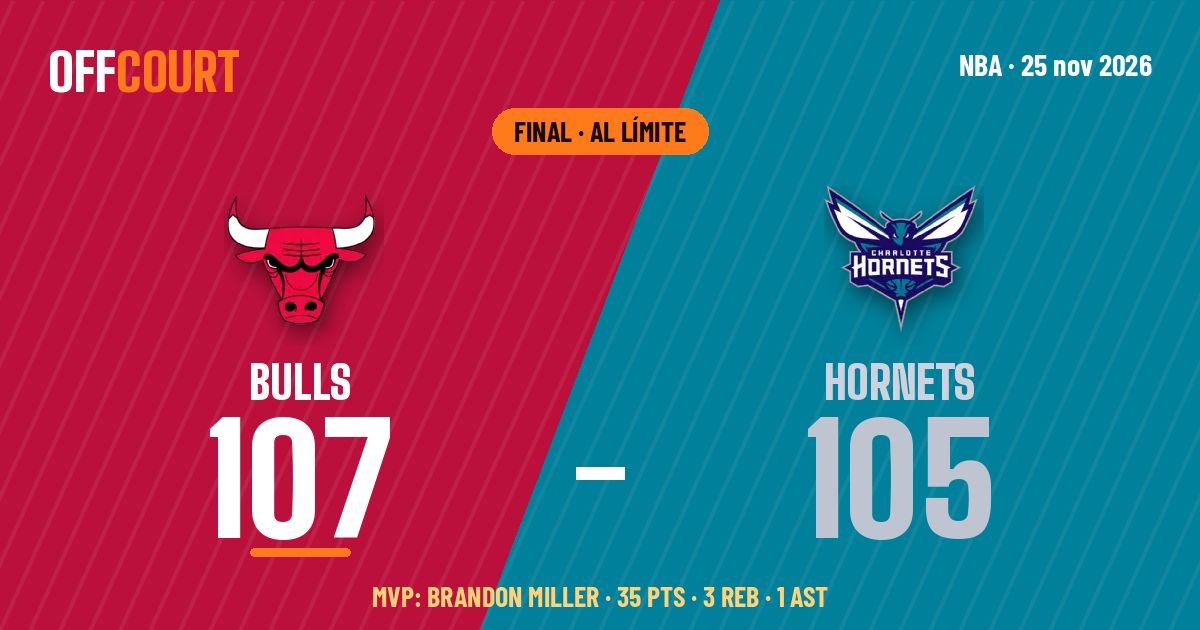 OFFCOURT
NBA · 25 nov 2026
FINAL · AL LÍMITE
CHARLOTTE
HORNETS
BULLS
HORNETS
107
–
105
MVP: BRANDON MILLER · 35 PTS · 3 REB · 1 AST